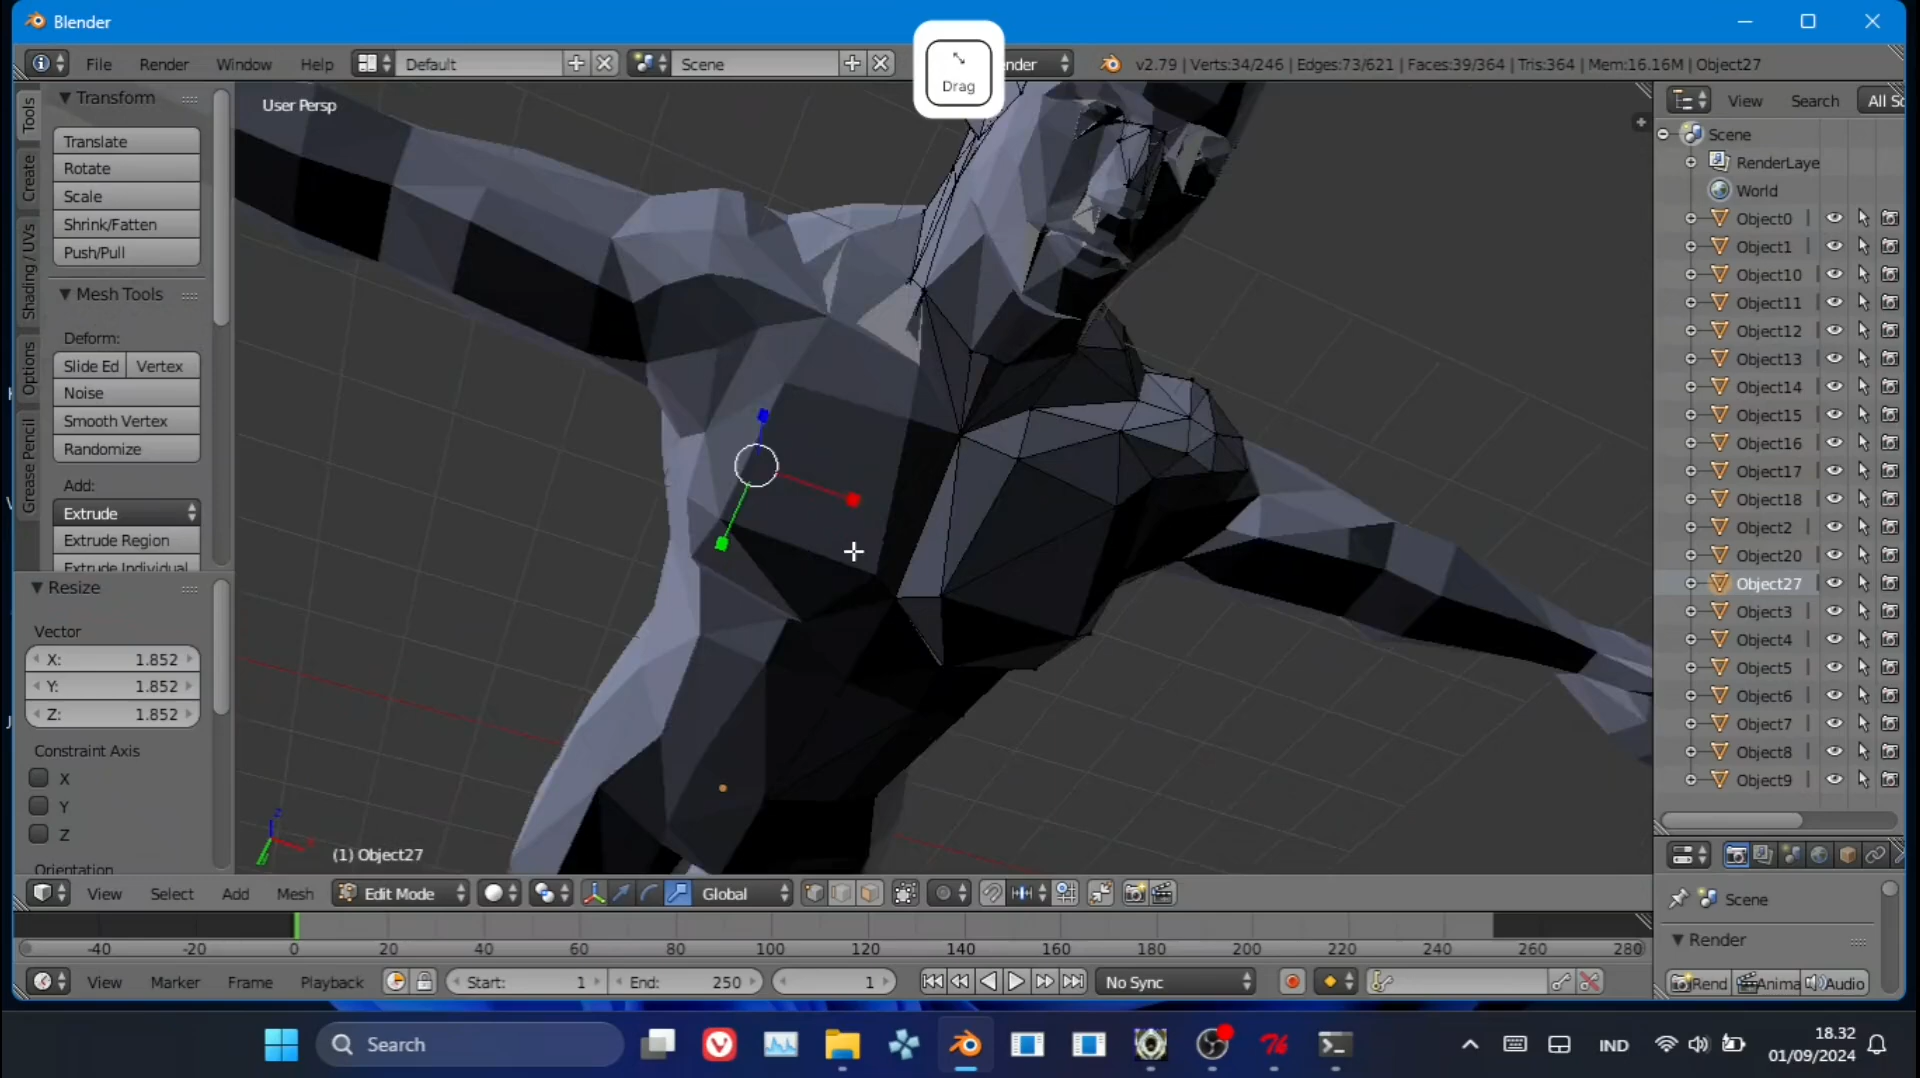 Blender
File Render Window Help Default Scene nder v2.79 | Verts:34/246 | Edges:73/621 | Faces:39/364 | Tris:364 | Mem:16.16M | Object27
Drag
Tools
Create
Shading / UVs
Options
Grease Pencil
Transform
Translate
Rotate
Scale
Shrink/Fatten
Push/Pull
Mesh Tools
Deform:
Slide Ed Vertex
Noise
Smooth Vertex
Randomize
Add:
Extrude
Extrude Region
Extrude Individual
Resize
Vector
X: 1.852
Y: 1.852
Z: 1.852
Constraint Axis
X
Y
Z
Orientation
User Persp
(1) Object27
View Search All Sc
Scene
RenderLaye
World
Object0
Object1
Object10
Object11
Object12
Object13
Object14
Object15
Object16
Object17
Object18
Object2
Object20
Object27
Object3
Object4
Object5
Object6
Object7
Object8
Object9
Scene
Render
Rend Anima Audio
View Select Add Mesh Edit Mode Global
-40 -20 0 20 40 60 80 100 120 140 160 180 200 220 240 260 280
View Marker Frame Playback Start: 1 End: 250 1 No Sync
Search IND 18.32
01/09/2024